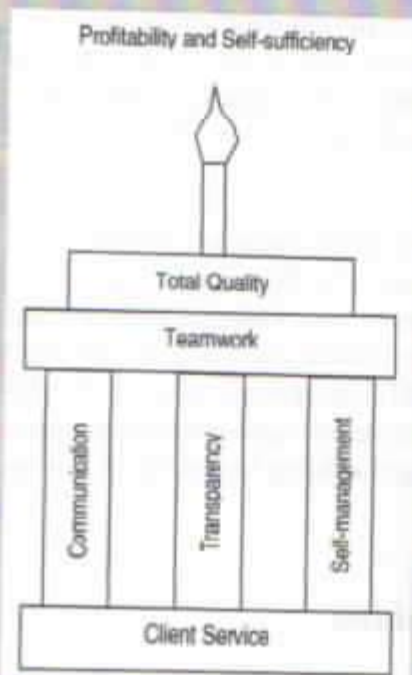 Profitability and Self-sufficiency
Total Quality
Teamwork
Communication
Transparency
Self-management
Client Service